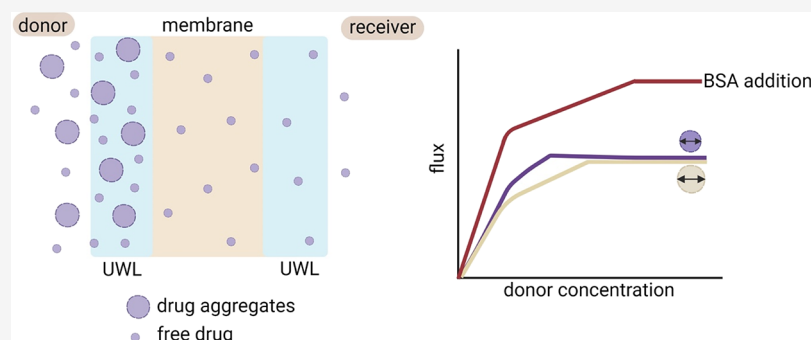 donor
membrane
receiver
UWL
UWL
drug aggregates
free drug
flux
BSA addition
donor concentration